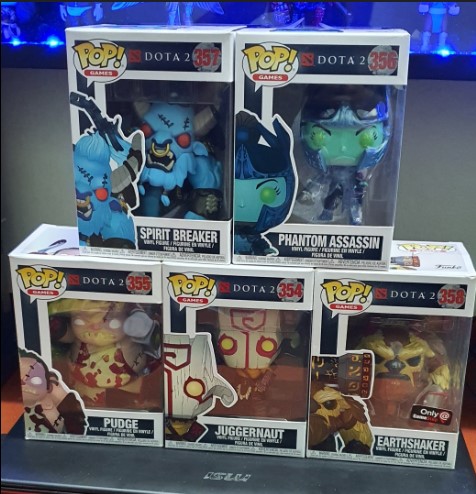 POP!
GAMES
DOTA 2
357
SPIRIT BREAKER
VINYL FIGURE / FIGURINE EN VINYLE /
FIGURA DE VINIL
POP!
GAMES
DOTA 2
356
PHANTOM ASSASSIN
VINYL FIGURE / FIGURINE EN VINYLE /
FIGURA DE VINIL
POP!
GAMES
DOTA 2
355
PUDGE
VINYL FIGURE / FIGURINE EN VINYLE /
FIGURA DE VINIL
POP!
GAMES
DOTA 2
354
JUGGERNAUT
VINYL FIGURE / FIGURINE EN VINYLE /
FIGURA DE VINIL
POP!
GAMES
DOTA 2
358
Only @
EARTHSHAKER
VINYL FIGURE / FIGURINE EN VINYLE /
FIGURA DE VINIL